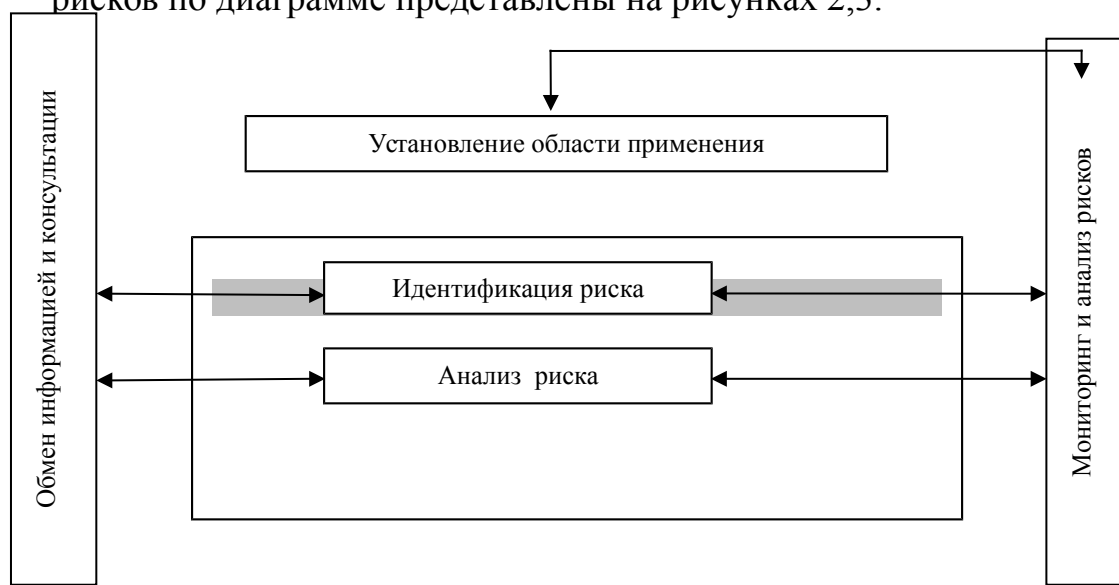 рисков по диаграмме представлены на рисунках 2,3.
Обмен информацией и консультации
Установление области применения
Идентификация риска
Анализ риска
Мониторинг и анализ рисков